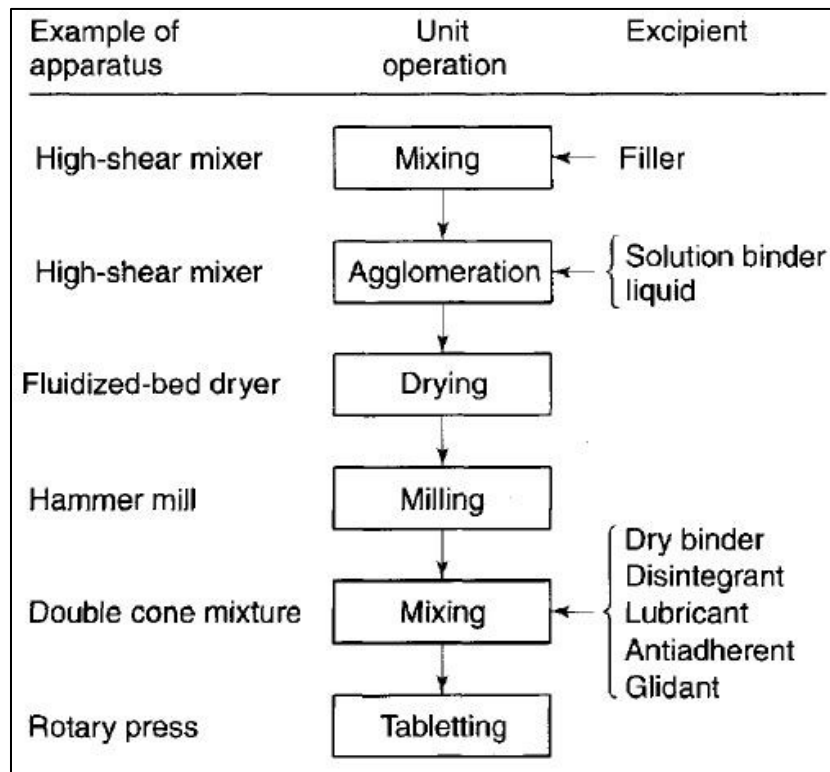 Example of apparatus
Unit operation
Excipient
High-shear mixer
Mixing
Filler
High-shear mixer
Agglomeration
Solution binder
liquid
Fluidized-bed dryer
Drying
Hammer mill
Milling
Double cone mixture
Mixing
Dry binder
Disintegrant
Lubricant
Antiadherent
Glidant
Rotary press
Tabletting